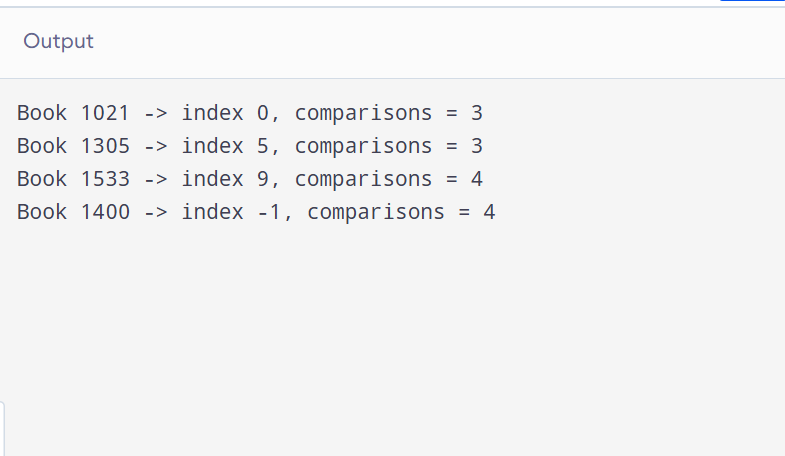 Output
Book 1021 -> index 0, comparisons = 3
Book 1305 -> index 5, comparisons = 3
Book 1533 -> index 9, comparisons = 4
Book 1400 -> index -1, comparisons = 4